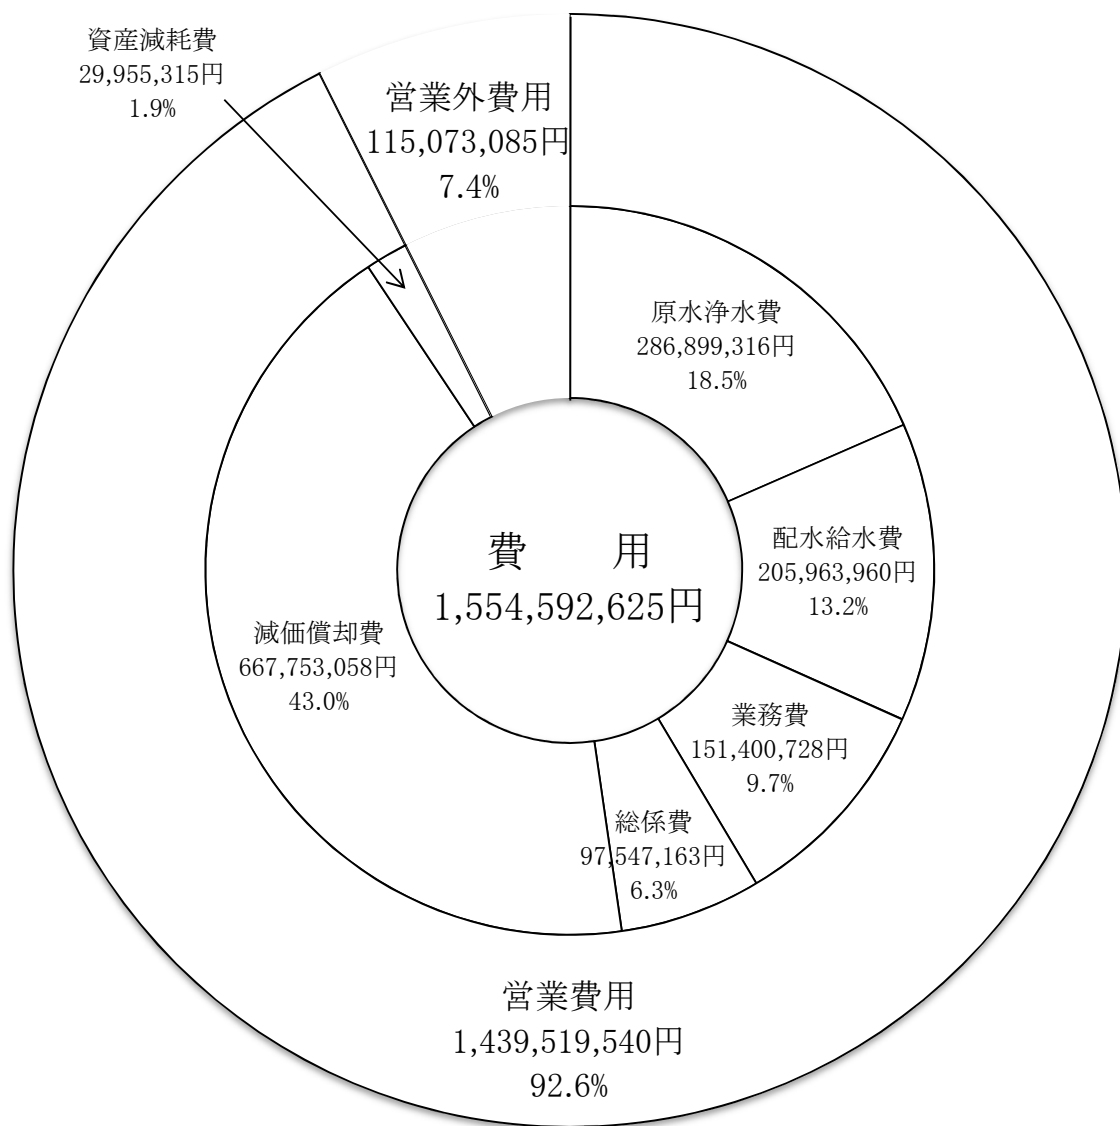 資産減耗費
29,955,315円
1.9%
営業外費用
115,073,085円
7.4%
原水浄水費
286,899,316円
18.5%
配水給水費
205,963,960円
13.2%
費 用
1,554,592,625円
減価償却費
667,753,058円
43.0%
業務費
151,400,728円
9.7%
総係費
97,547,163円
6.3%
営業費用
1,439,519,540円
92.6%